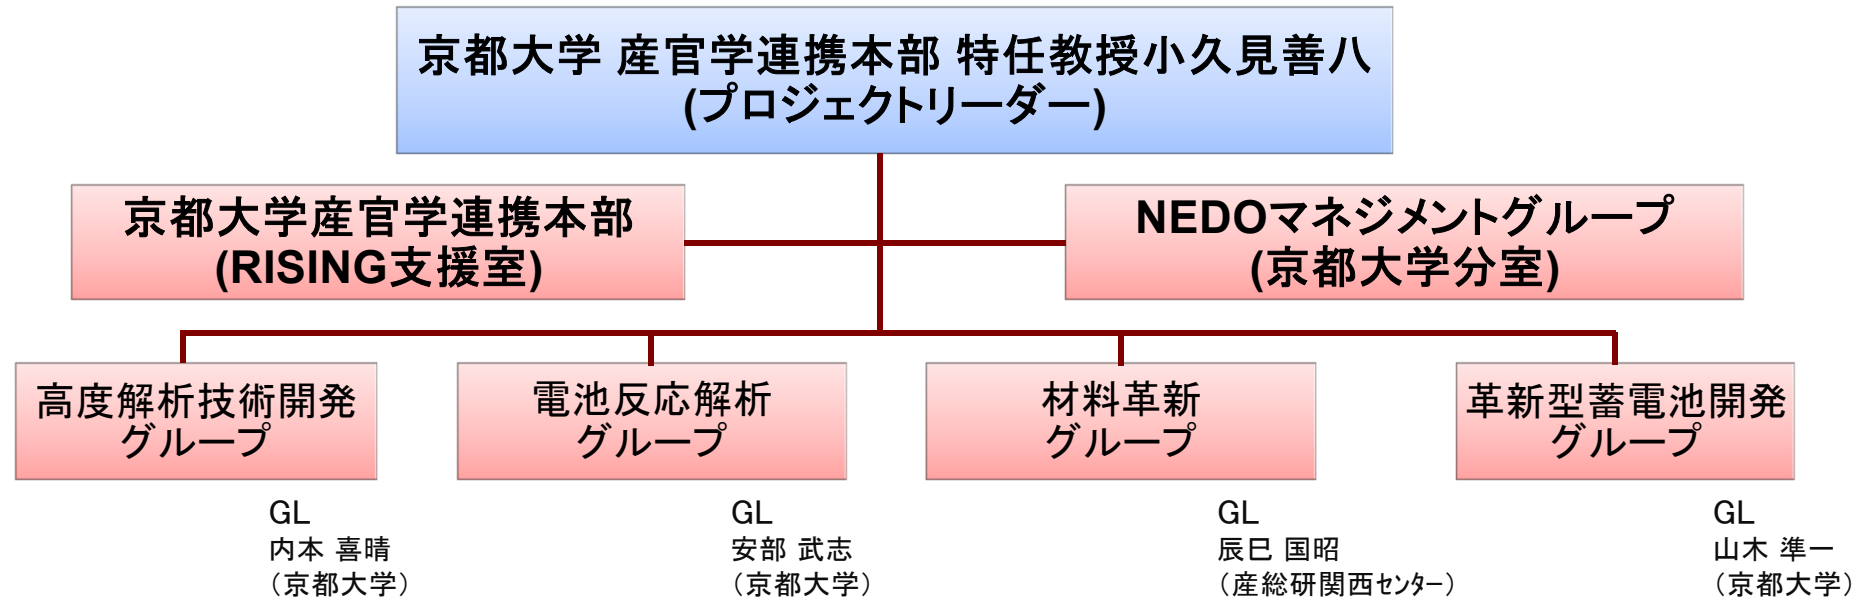 京都大学 産官学連携本部 特任教授小久見善八
(プロジェクトリーダー)
京都大学産官学連携本部
(RISING支援室)
NEDOマネジメントグループ
(京都大学分室)
高度解析技術開発
グループ
電池反応解析
グループ
材料革新
グループ
革新型蓄電池開発
グループ
GL
内本 喜晴
（京都大学）
GL
安部 武志
（京都大学）
GL
辰巳 国昭
（産総研関西ｾﾝﾀｰ）
GL
山木 準一
（京都大学）